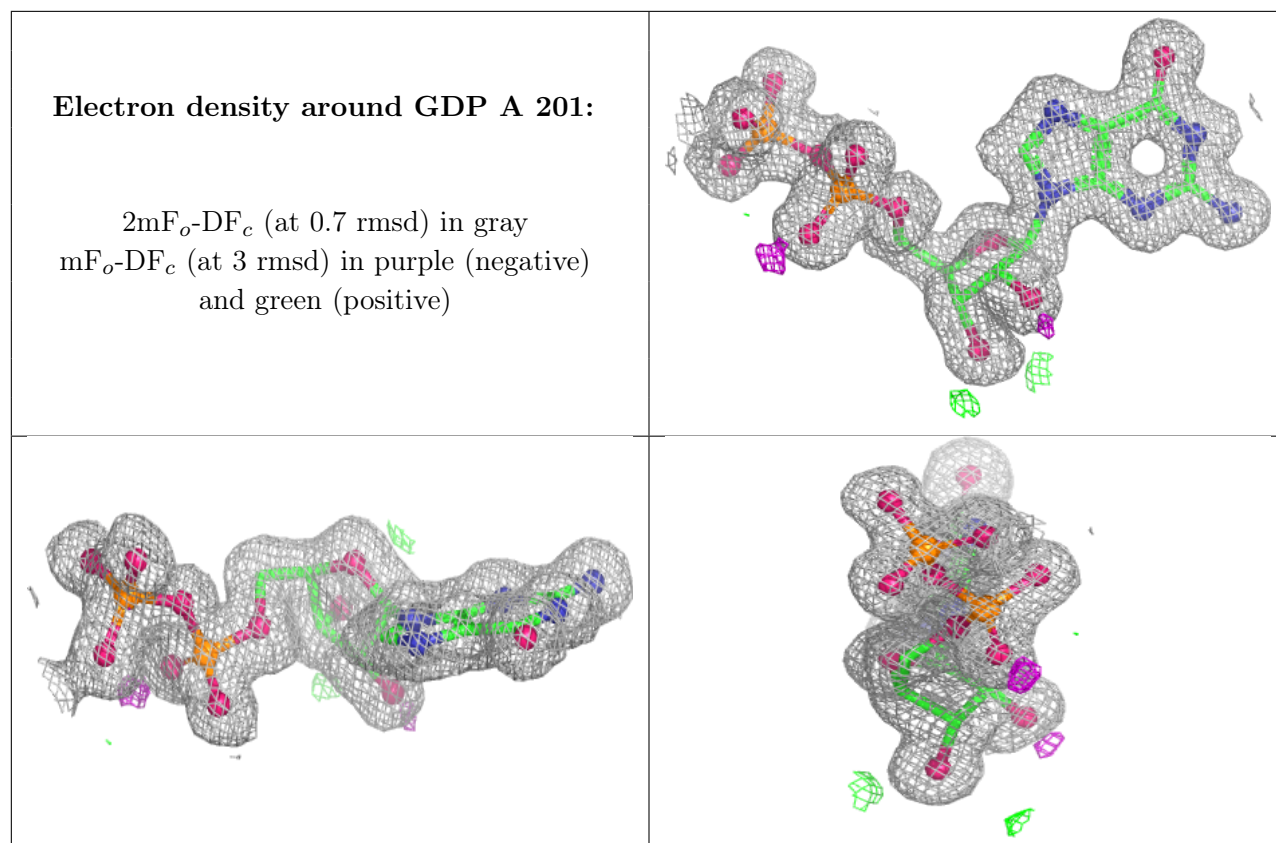 Electron density around GDP A 201:
2mFo-DFc (at 0.7 rmsd) in gray
mFo-DFc (at 3 rmsd) in purple (negative)
and green (positive)